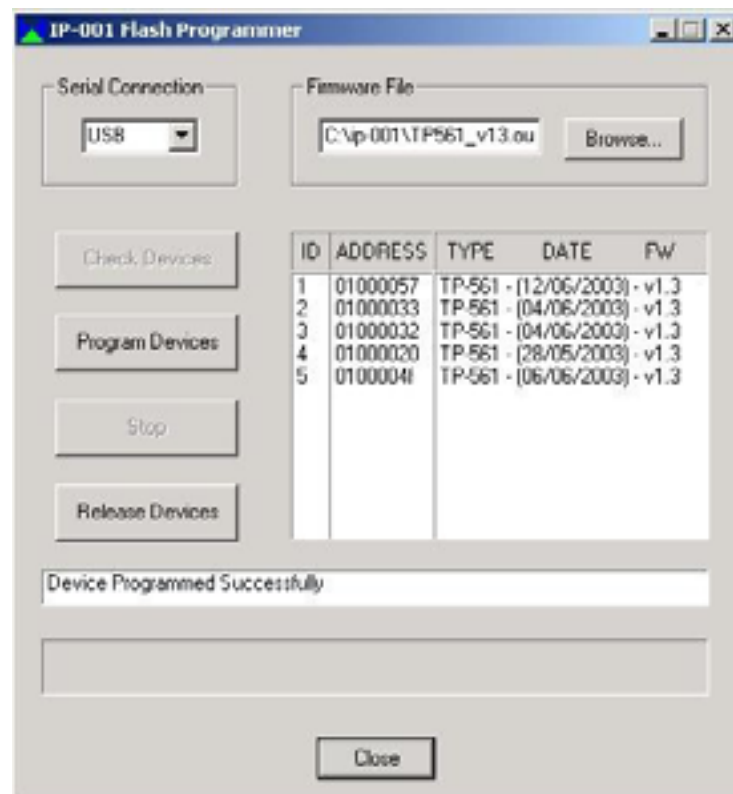 IP-001 Flash Programmer
Serial Connection
USB
Firmware File
C:\ip-001\TP561_v13.ou
Browse...
Check Devices
Program Devices
Stop
Release Devices
ID ADDRESS TYPE DATE FW
1 01000057 TP-561 - (12/06/2003) - v1.3
2 01000033 TP-561 - (04/06/2003) - v1.3
3 01000032 TP-561 - (04/06/2003) - v1.3
4 01000020 TP-561 - (28/05/2003) - v1.3
5 0100004f TP-561 - (06/06/2003) - v1.3
Device Programmed Successfully
Close